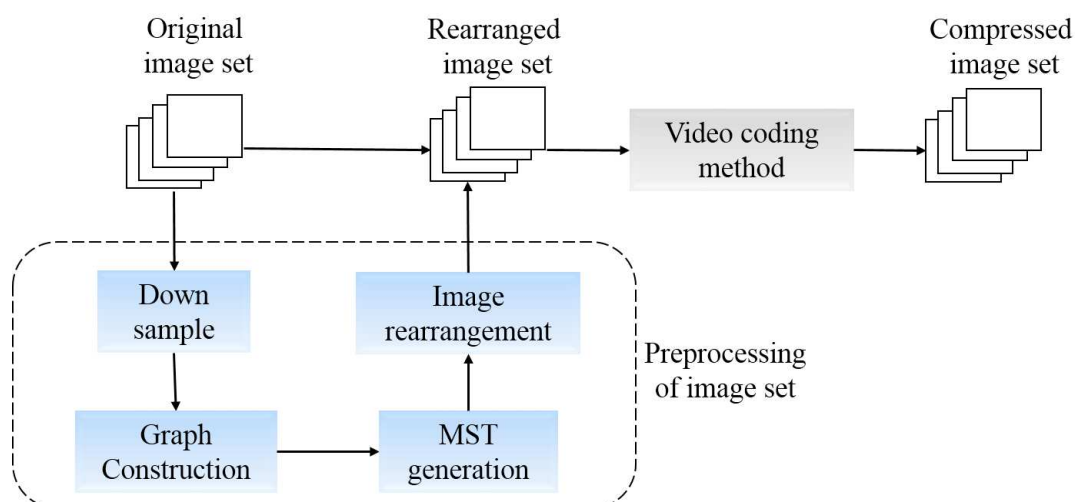 Original
image set
Rearranged
image set
Compressed
image set
Video coding
method
Down
sample
Image
rearrangement
Preprocessing
of image set
Graph
Construction
MST
generation